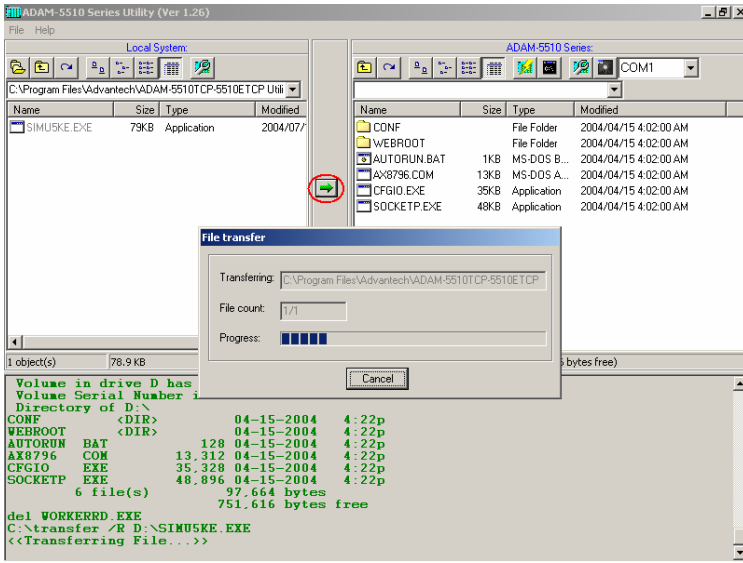 ADAM-5510 Series Utility (Ver 1.26)
File Help
Local System:
C:\Program Files\Advantech\ADAM-5510TCP-5510ETCP Utili
Name Size Type Modified
SIMU5KE.EXE 79KB Application 2004/07/
1 object(s) 78.9 KB
ADAM-5510 Series:
COM1
Name Size Type Modified
CONF File Folder 2004/04/15 4:02:00 AM
WEBROOT File Folder 2004/04/15 4:02:00 AM
AUTORUN.BAT 1KB MS-DOS B... 2004/04/15 4:02:00 AM
AX8796.COM 13KB MS-DOS A... 2004/04/15 4:02:00 AM
CFGIO.EXE 35KB Application 2004/04/15 4:02:00 AM
SOCKETP.EXE 48KB Application 2004/04/15 4:02:00 AM
bytes free)
File transfer
Transferring: C:\Program Files\Advantech\ADAM-5510TCP-5510ETCP
File count: 1/1
Progress:
Cancel
Volume in drive D has
Volume Serial Number i
Directory of D:\
CONF <DIR> 04-15-2004 4:22p
WEBROOT <DIR> 04-15-2004 4:22p
AUTORUN BAT 128 04-15-2004 4:22p
AX8796 COM 13,312 04-15-2004 4:22p
CFGIO EXE 35,328 04-15-2004 4:22p
SOCKETP EXE 48,896 04-15-2004 4:22p
6 file(s) 97,664 bytes
751,616 bytes free
del WORKERRD.EXE
C:\transfer /R D:\SIMU5KE.EXE
<<Transferring File...>>